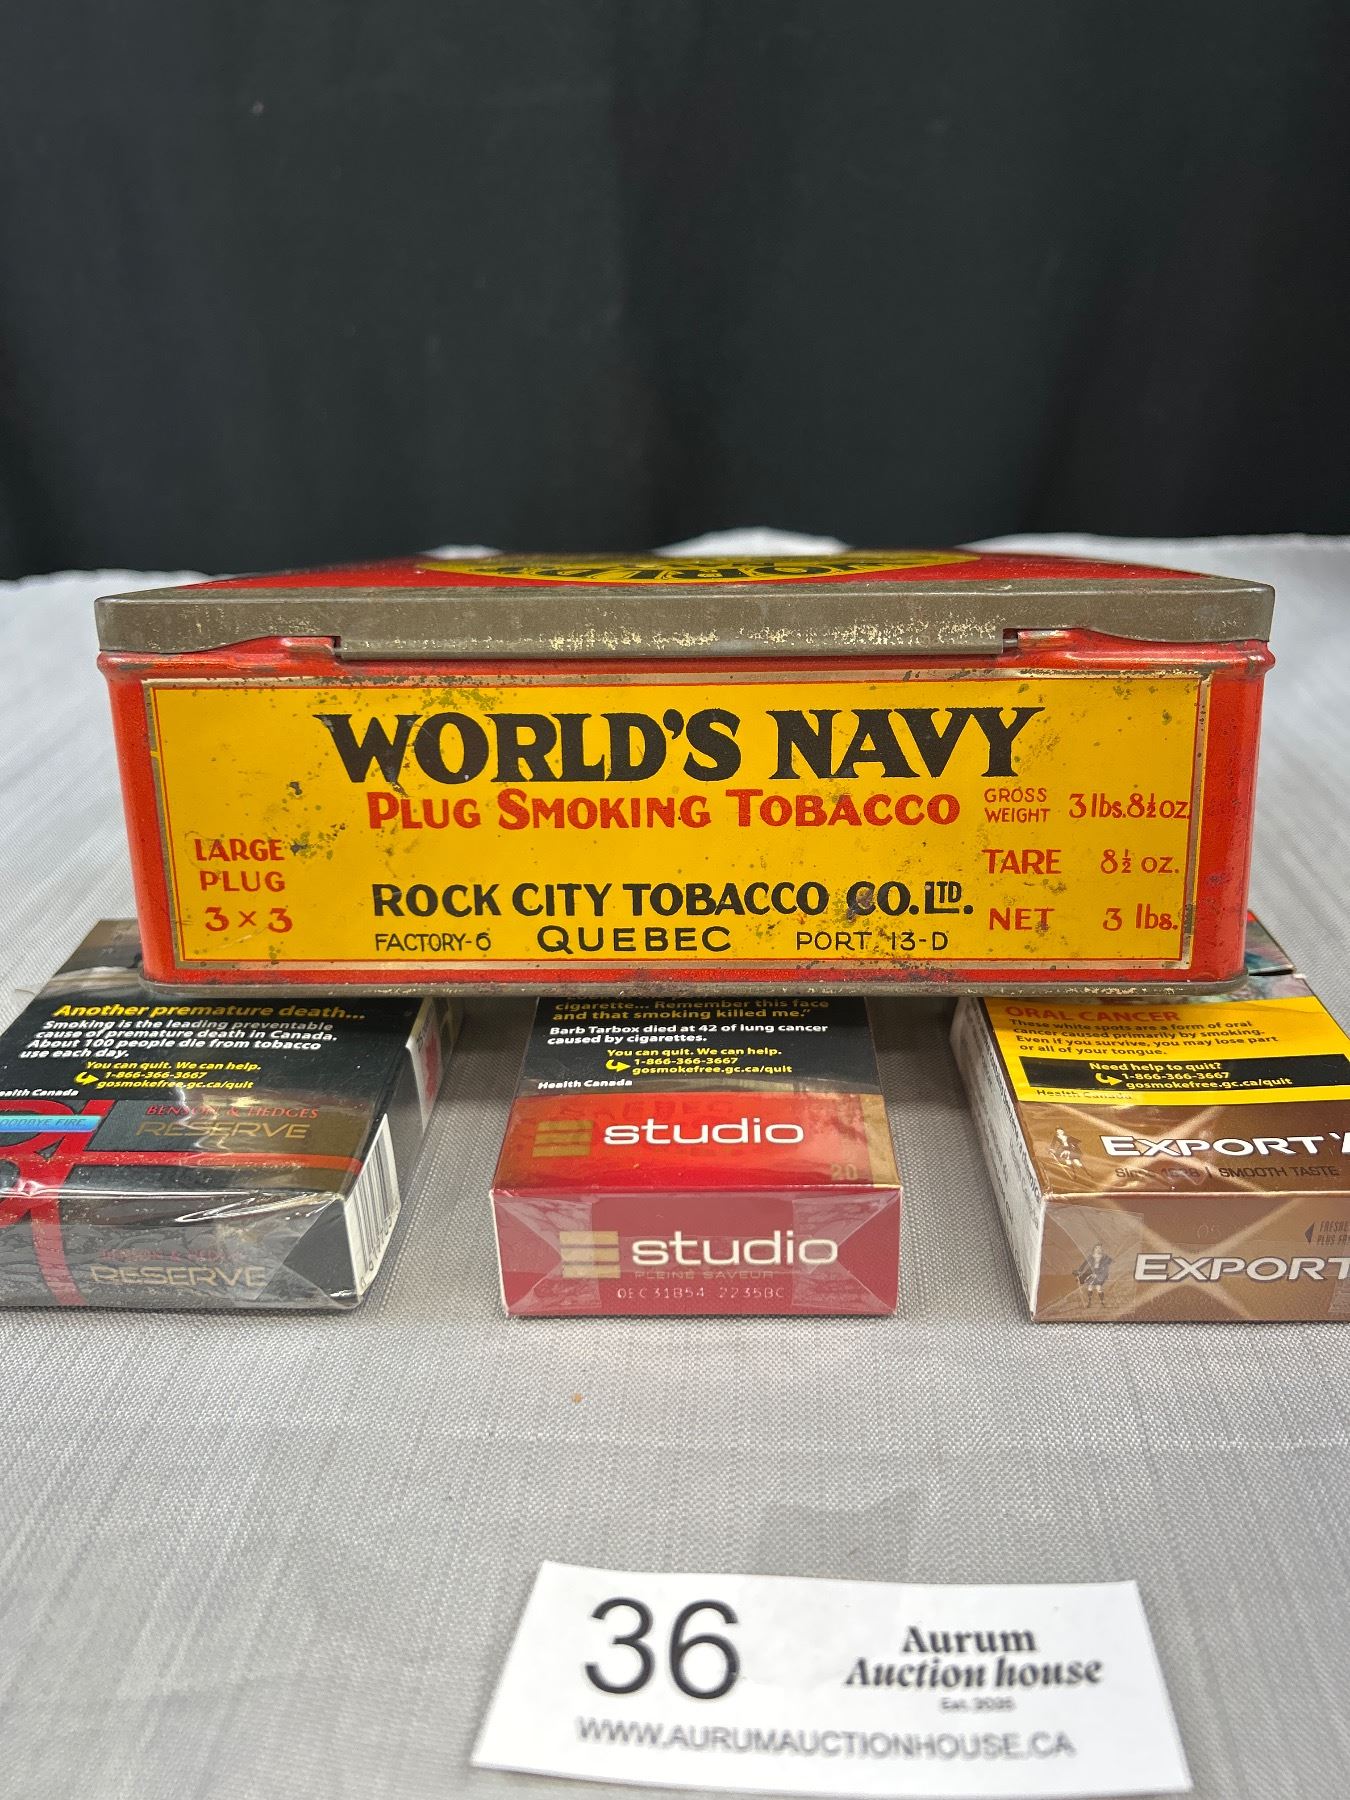 WORLD'S NAVY
PLUG SMOKING TOBACCO
GROSS WEIGHT 3 lbs. 8½ oz.
LARGE PLUG
3 × 3
TARE 8½ oz.
ROCK CITY TOBACCO CO. LTD.
NET 3 lbs.
FACTORY-6 QUEBEC PORT 13-D
Another premature death...
Smoking is the leading preventable
cause of premature death in Canada.
About 100 people die from tobacco
use each day.
You can quit. We can help.
1-866-366-3667
gosmokefree.gc.ca/quit
Health Canada
BENSON & HEDGES
RESERVE
RESERVE
cigarette... Remember this face
and that smoking killed me."
Barb Tarbox died at 42 of lung cancer
caused by cigarettes.
You can quit. We can help.
1-866-366-3667
gosmokefree.gc.ca/quit
Health Canada
studio
20
studio
PLEINE SAVEUR
ORAL CANCER
These white spots are a form of oral
cancer caused primarily by smoking.
Even if you survive, you may lose part
or all of your tongue.
Need help to quit?
1-866-366-3667
gosmokefree.gc.ca/quit
Health Canada
EXPORT 'A
SMOOTH TASTE
EXPORT
36
Aurum
Auction house
WWW.AURUMAUCTIONHOUSE.CA